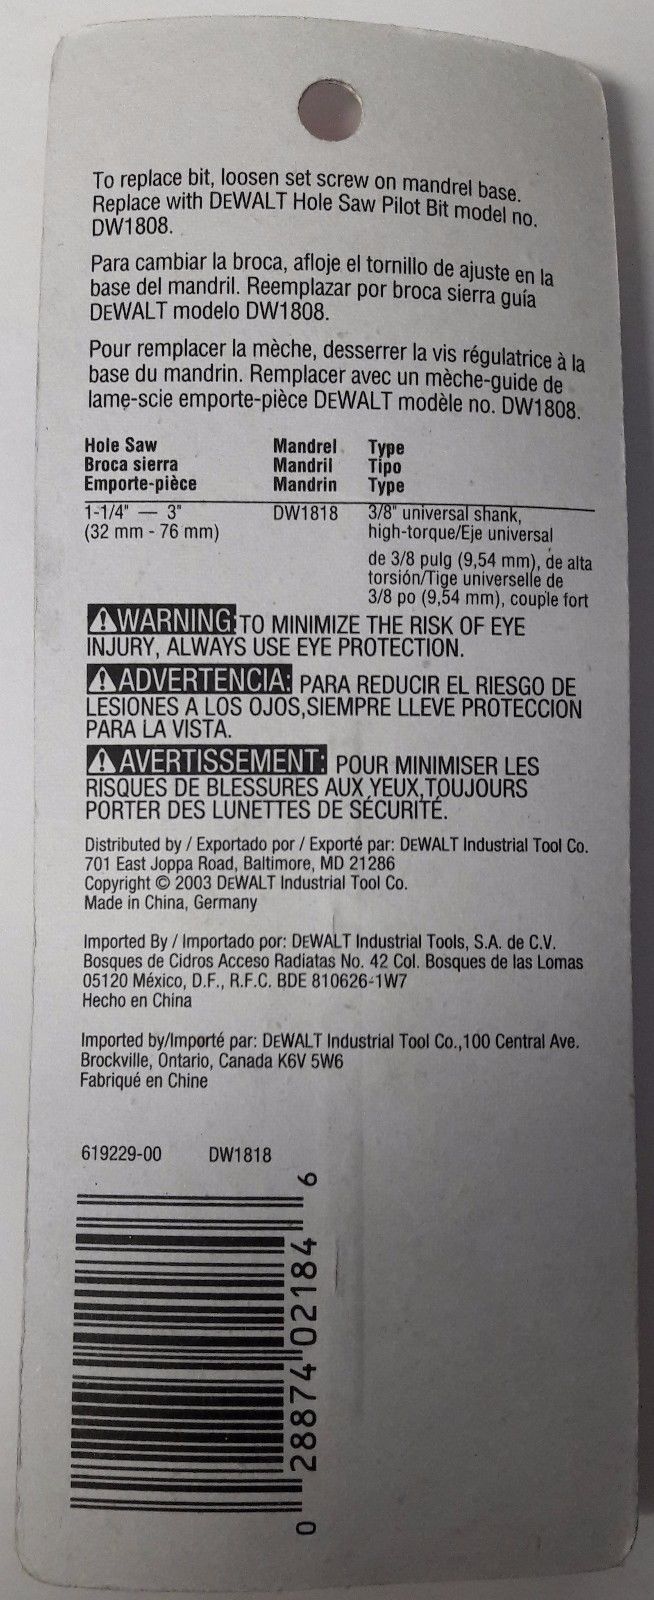 To replace bit, loosen set screw on mandrel base.
Replace with DEWALT Hole Saw Pilot Bit model no.
DW1808.
Para cambiar la broca, afloje el tornillo de ajuste en la
base del mandril. Reemplazar por broca sierra guía
DEWALT modelo DW1808.
Pour remplacer la mèche, desserrer la vis régulatrice à la
base du mandrin. Remplacer avec un mèche-guide de
lame-scie emporte-pièce DEWALT modèle no. DW1808.
Hole Saw Mandrel Type
Broca sierra Mandril Tipo
Emporte-pièce Mandrin Type
1-1/4" — 3" DW1818 3/8" universal shank,
(32 mm - 76 mm) high-torque/Eje universal
de 3/8 pulg (9,54 mm), de alta
torsión/Tige universelle de
3/8 po (9,54 mm), couple fort
⚠WARNING: TO MINIMIZE THE RISK OF EYE
INJURY, ALWAYS USE EYE PROTECTION.
⚠ADVERTENCIA: PARA REDUCIR EL RIESGO DE
LESIONES A LOS OJOS,SIEMPRE LLEVE PROTECCION
PARA LA VISTA.
⚠AVERTISSEMENT: POUR MINIMISER LES
RISQUES DE BLESSURES AUX YEUX,TOUJOURS
PORTER DES LUNETTES DE SÉCURITÉ.
Distributed by / Exportado por / Exporté par: DEWALT Industrial Tool Co.
701 East Joppa Road, Baltimore, MD 21286
Copyright © 2003 DEWALT Industrial Tool Co.
Made in China, Germany
Imported By / Importado por: DEWALT Industrial Tools, S.A. de C.V.
Bosques de Cidros Acceso Radiatas No. 42 Col. Bosques de las Lomas
05120 México, D.F., R.F.C. BDE 810626-1W7
Hecho en China
Imported by/Importé par: DEWALT Industrial Tool Co.,100 Central Ave.
Brockville, Ontario, Canada K6V 5W6
Fabriqué en Chine
619229-00 DW1818
0 28874 02184 6